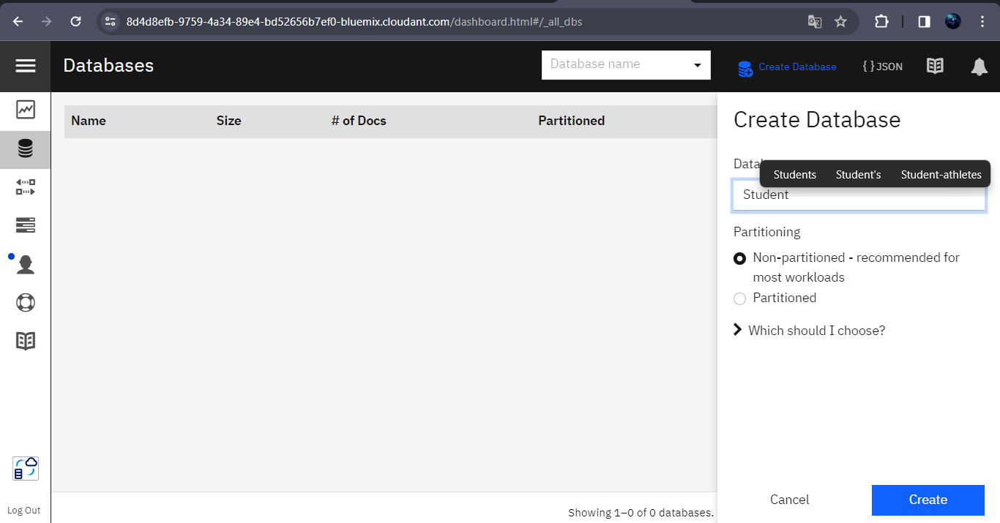 8d4d8efb-9759-4a34-89e4-bd52656b7ef0-bluemix.cloudant.com/dashboard.html#/_all_dbs
Databases
Database name
Create Database
{ } JSON
Name Size # of Docs Partitioned
Create Database
Data
Students Student's Student-athletes
Student
Partitioning
Non-partitioned - recommended for
most workloads
Partitioned
Which should I choose?
Cancel
Create
Log Out
Showing 1–0 of 0 databases.